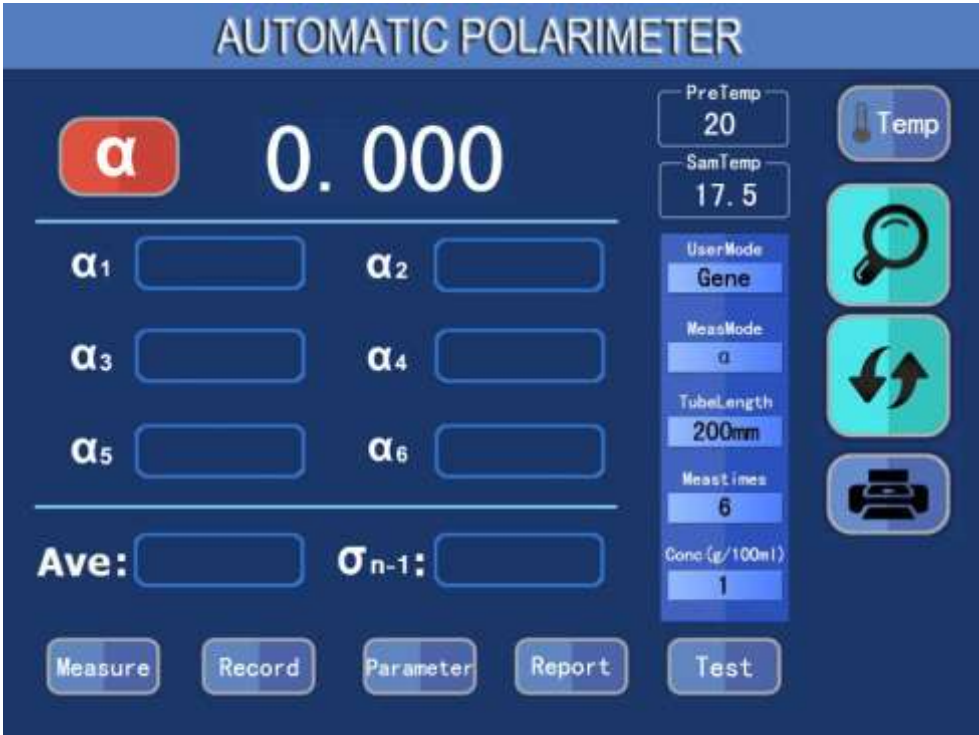 AUTOMATIC POLARIMETER
α 0.000
PreTemp
20
Temp
SamTemp
17.5
α1 α2
UserMode
Gene
α3 α4
MeasMode
α
TubeLength
200mm
α5 α6
Meastimes
6
Ave: σn-1:
Conc(g/100ml)
1
Measure Record Parameter Report Test